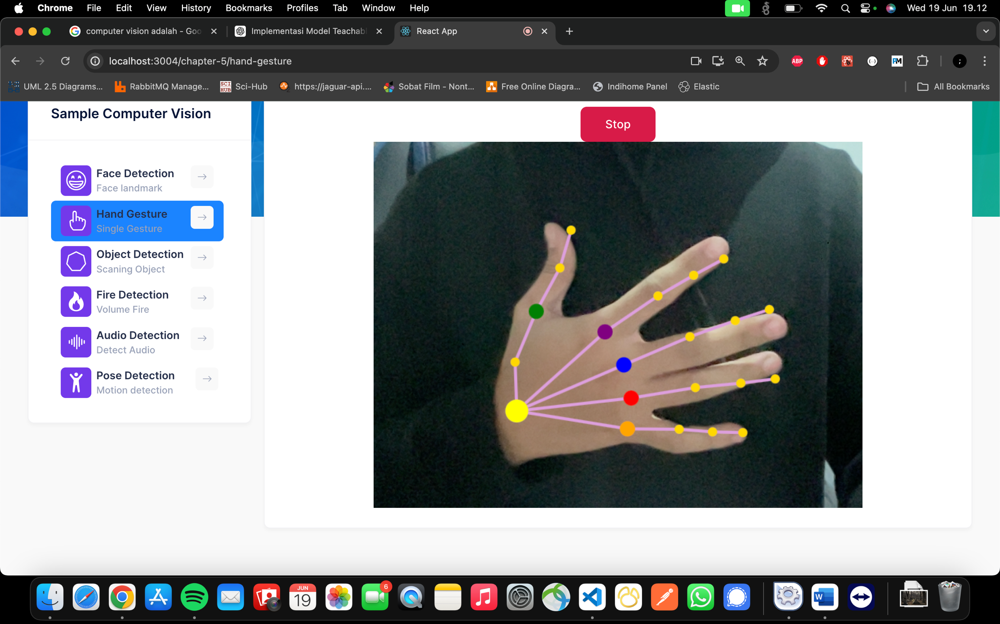 Chrome File Edit View History Bookmarks Profiles Tab Window Help Wed 19 Jun 19.12
computer vision adalah - Goo Implementasi Model Teachabl React App
localhost:3004/chapter-5/hand-gesture ABP {...} PM ;
UML 2.5 Diagrams... RabbitMQ Manage... SCI HUB Sci-Hub https://jaguar-api.... Sobat Film - Nont... Free Online Diagra... Indihome Panel Elastic All Bookmarks
Sample Computer Vision
Stop
Face Detection
Face landmark
Hand Gesture
Single Gesture
Object Detection
Scaning Object
Fire Detection
Volume Fire
Audio Detection
Detect Audio
Pose Detection
Motion detection
JUN
19
6
W